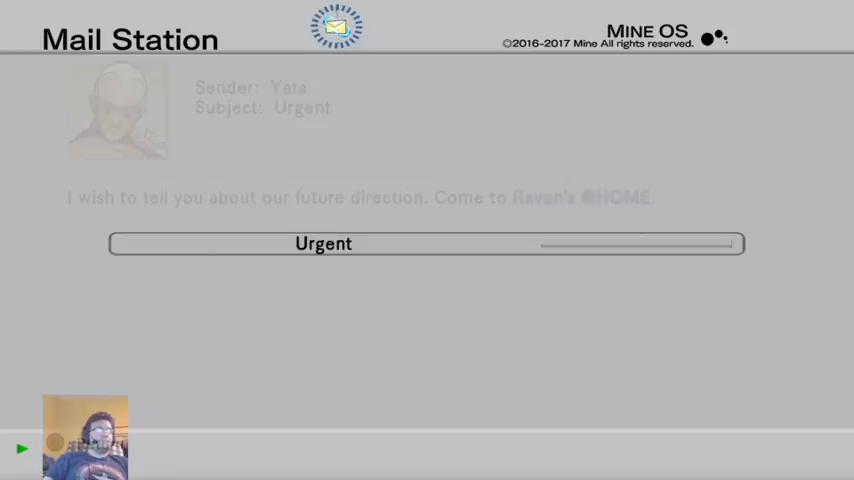 Mail Station
MINE OS
©2016-2017 Mine All rights reserved.
Sender: Yata
Subject: Urgent
I wish to tell you about our future direction. Come to Raven's @HOME.
Urgent